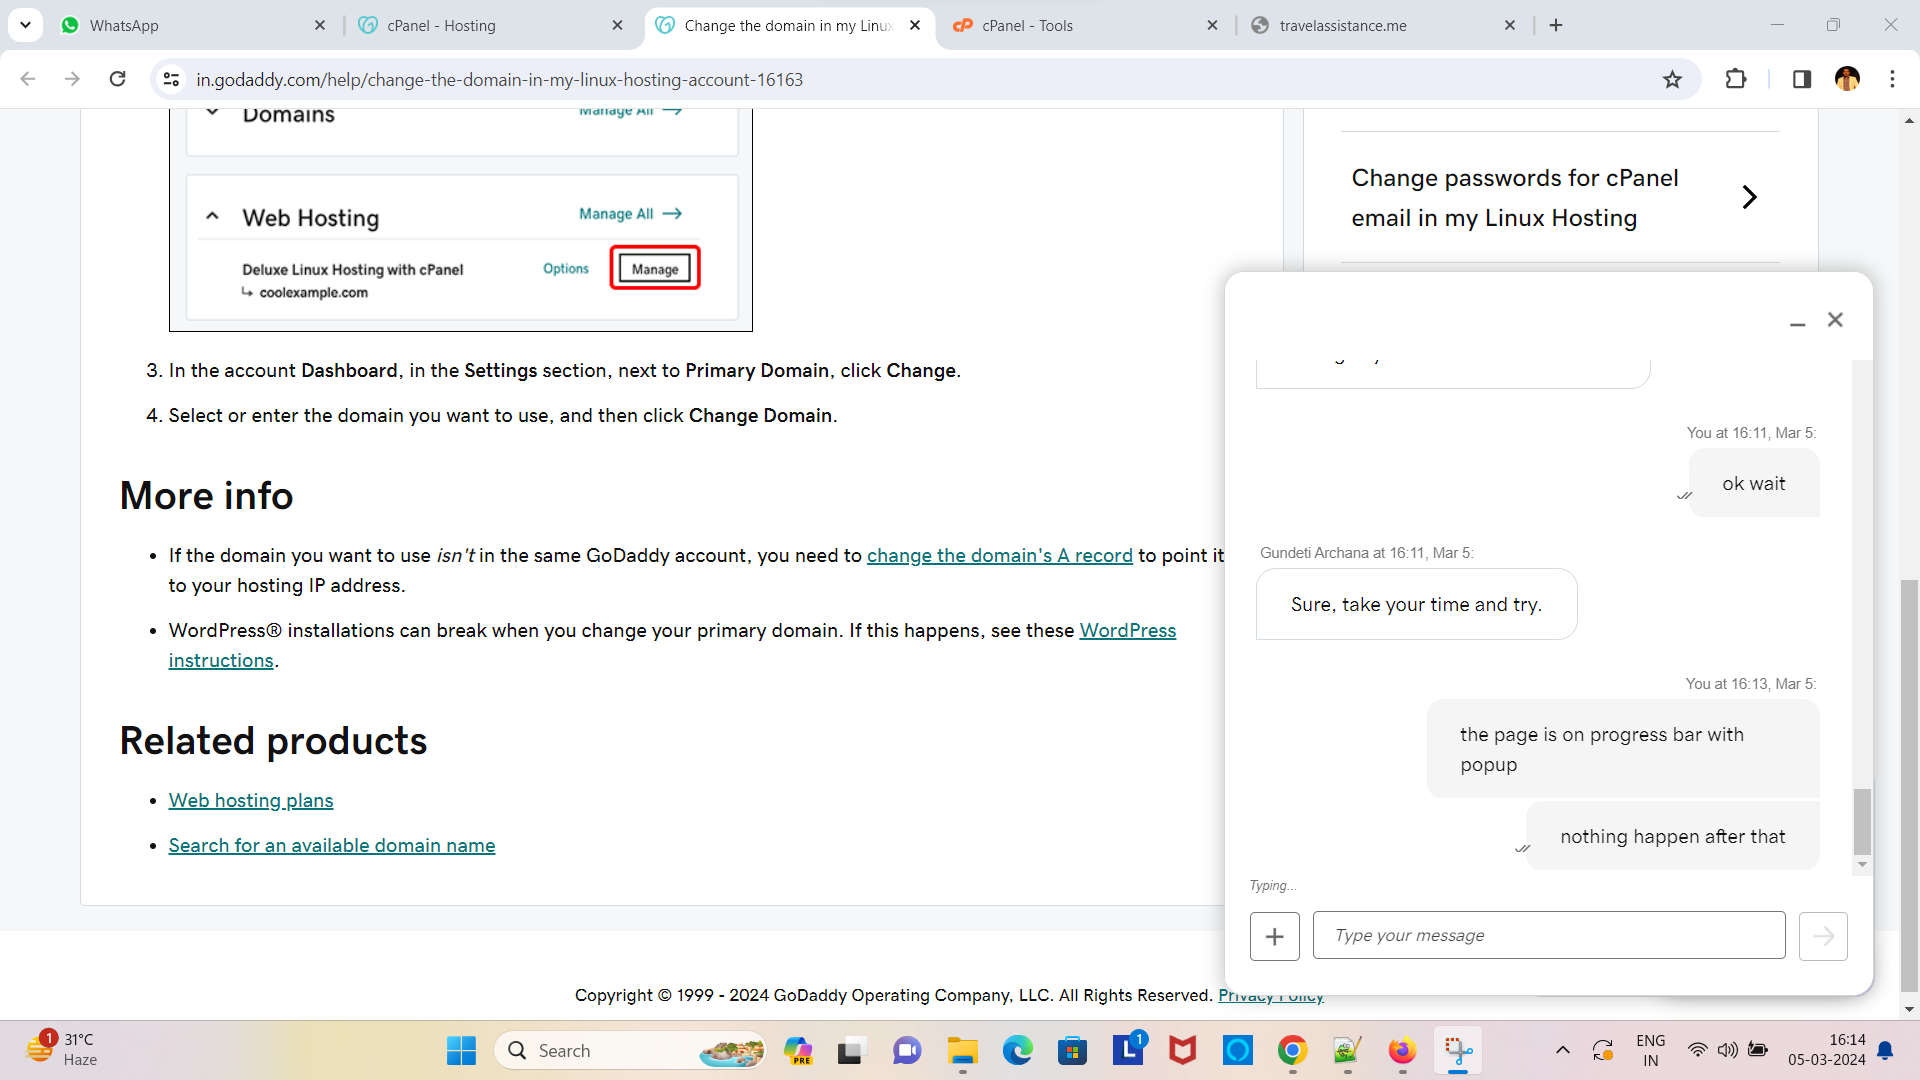 WhatsApp
cPanel - Hosting
Change the domain in my Linux
cPanel - Tools
travelassistance.me
in.godaddy.com/help/change-the-domain-in-my-linux-hosting-account-16163
Domains
Manage All
Web Hosting
Manage All
Deluxe Linux Hosting with cPanel
Options
Manage
coolexample.com
3. In the account Dashboard, in the Settings section, next to Primary Domain, click Change.
4. Select or enter the domain you want to use, and then click Change Domain.
More info
• If the domain you want to use isn't in the same GoDaddy account, you need to change the domain's A record to point it
to your hosting IP address.
• WordPress® installations can break when you change your primary domain. If this happens, see these WordPress
instructions.
Related products
• Web hosting plans
• Search for an available domain name
Change passwords for cPanel
email in my Linux Hosting
You at 16:11, Mar 5:
ok wait
Gundeti Archana at 16:11, Mar 5:
Sure, take your time and try.
You at 16:13, Mar 5:
the page is on progress bar with
popup
nothing happen after that
Typing...
Type your message
Copyright © 1999 - 2024 GoDaddy Operating Company, LLC. All Rights Reserved. Privacy Policy
1
31°C
Haze
Search
PRE
L
1
ENG
IN
16:14
05-03-2024